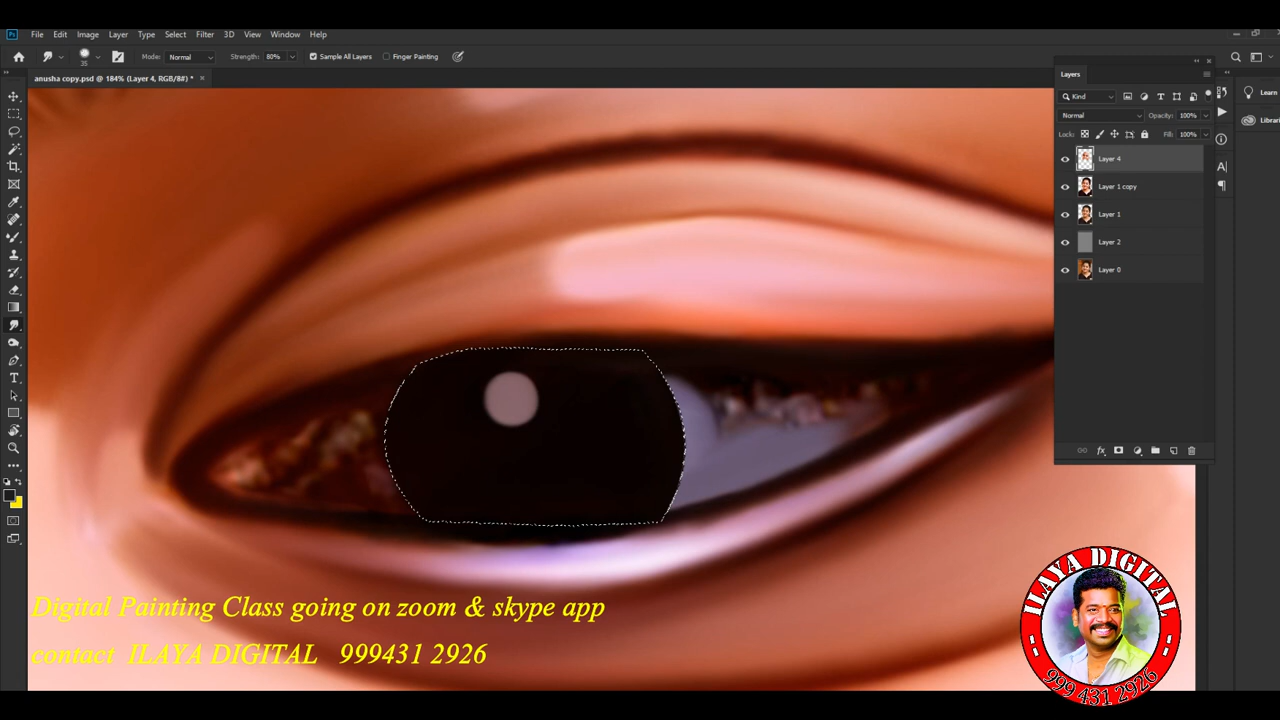 File Edit Image Layer Type Select Filter 3D View Window Help
35 Mode: Normal Strength: 80% Sample All Layers Finger Painting
anusha copy.psd @ 184% (Layer 4, RGB/8#) * ×
Layers
Kind
Normal Opacity: 100%
Lock: Fill: 100%
Layer 4
Layer 1 copy
Layer 1
Layer 2
Layer 0
Learn
Librari
Digital Painting Class going on zoom & skype app
contact ILAYA DIGITAL 999431 2926
ILAYA DIGITAL
999 431 2926